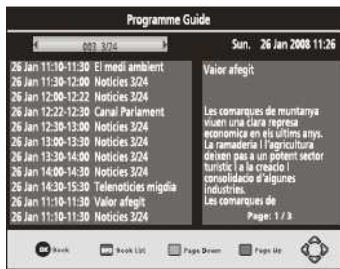 Programme Guide
003 3/24
Sun. 26 Jan 2008 11:26
26 Jan 11:10-11:30 El medi ambient
26 Jan 11:30-12:00 Noticies 3/24
26 Jan 12:00-12:22 Noticies 3/24
26 Jan 12:22-12:30 Canal Parlament
26 Jan 12:30-13:00 Noticies 3/24
26 Jan 13:00-13:30 Noticies 3/24
26 Jan 13:30-14:00 Noticies 3/24
26 Jan 14:00-14:30 Noticies 3/24
26 Jan 14:30-15:30 Telenoticies migdia
26 Jan 11:10-11:30 Valor afegit
26 Jan 11:10-11:30 Noticies 3/24
Valor afegit
Les comarques de muntanya
viuen una clara represa
economica en els ultims anys.
La ramaderia i l'agricultura
deixen pas a un potent sector
turistic i a la creacio i
consolidacio d'algunes
industries.
Les comarques de
Page: 1 / 3
OK Book
Book List
Page Down
Page Up